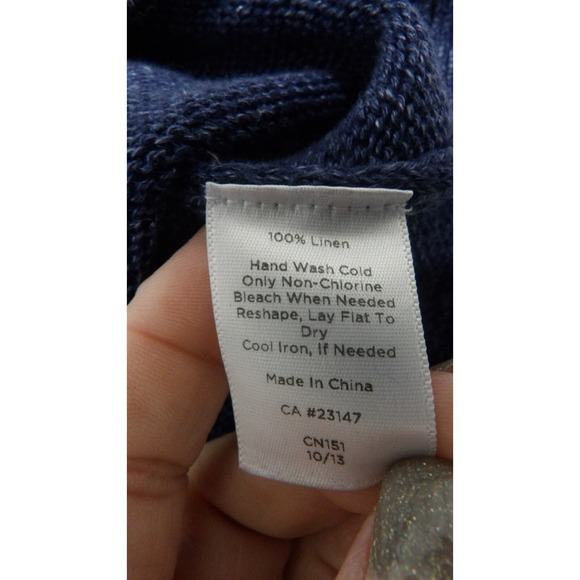 100% Linen
Hand Wash Cold
Only Non-Chlorine
Bleach When Needed
Reshape, Lay Flat To
Dry
Cool Iron, If Needed
Made In China
CA #23147
CN151
10/13